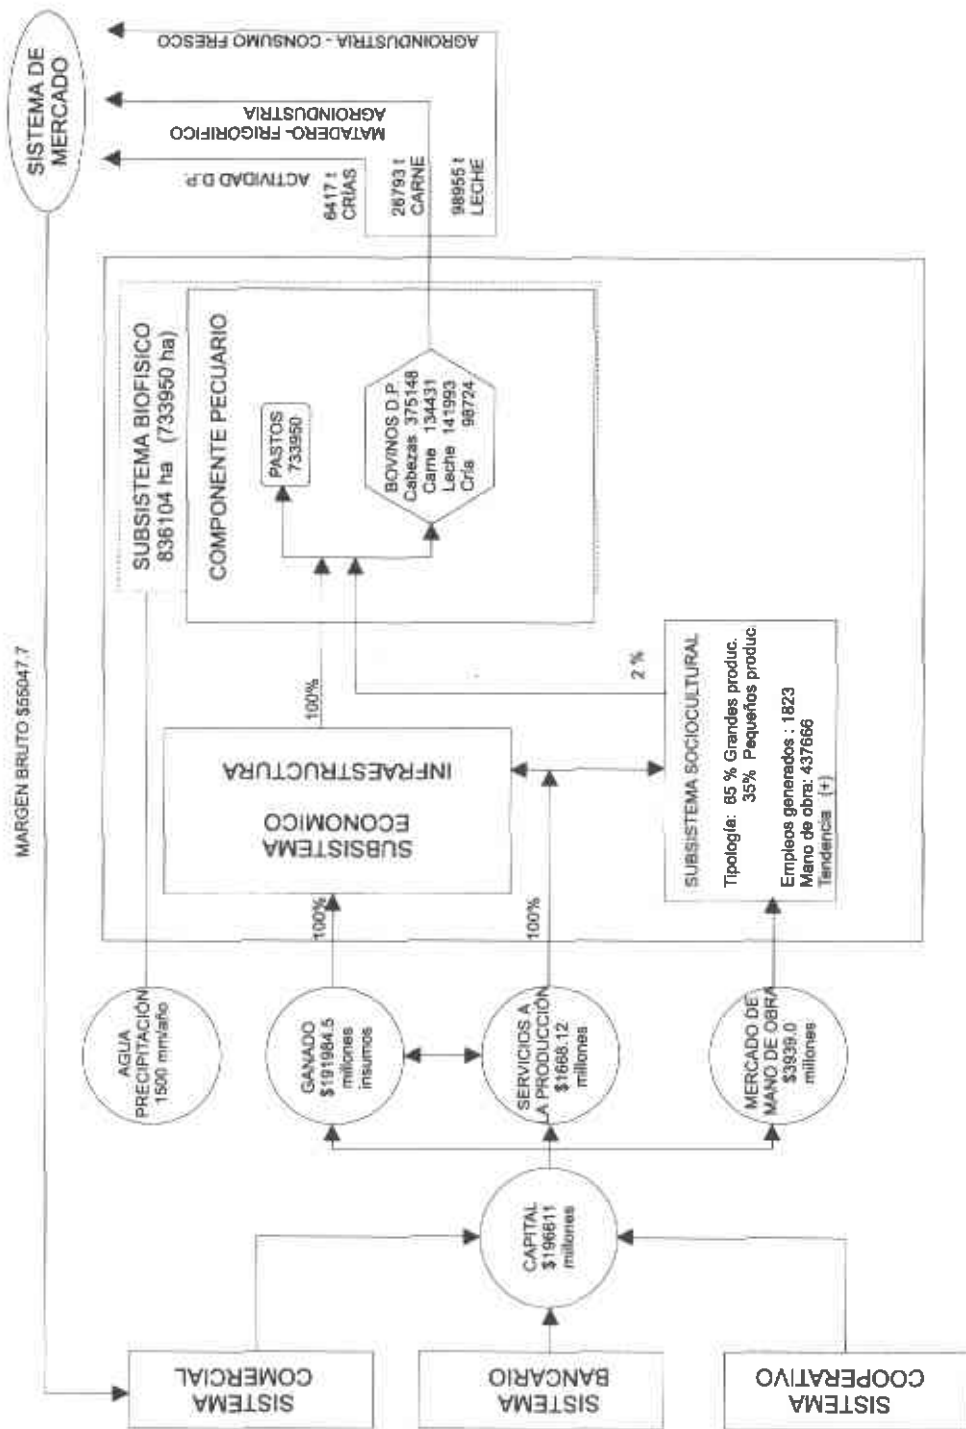 MARGEN BRUTO $55047.7
SISTEMA
COMERCIAL
SISTEMA
BANCARIO
SISTEMA
COOPERATIVO
CAPITAL
$196611
millones
AGUA
PRECIPITACIÓN
1500 mm/año
GANADO
$191984.5
millones
insumos
SERVICIOS A
LA PRODUCCIÓN
$1668.12
millones
MERCADO DE
MANO DE OBRA
$3939.0
millones
100%
100%
SUBSISTEMA
ECONOMICO
INFRAESTRUCTURA
100%
2 %
SUBSISTEMA SOCIOCULTURAL
Tipología: 65 % Grandes produc.
35% Pequeños produc.
Empleos generados : 1823
Mano de obra: 437666
Tendencia (+)
SUBSISTEMA BIOFISICO
836104 ha (733950 ha)
COMPONENTE PECUARIO
PASTOS
733950
BOVINOS D.P
Cabezas 375148
Carne 134431
Leche 141993
Cría 98724
6417 t
CRÍAS
26793 t
CARNE
98955 t
LECHE
ACTIVIDAD D.P.
MATADERO- FRIGORIFICO
AGROINDUSTRIA
AGROINDUSTRIA - CONSUMO FRESCO
SISTEMA DE
MERCADO